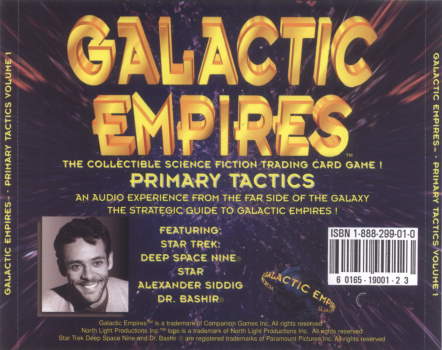 GALACTIC
EMPIRES™
THE COLLECTIBLE SCIENCE FICTION TRADING CARD GAME !
PRIMARY TACTICS
AN AUDIO EXPERIENCE FROM THE FAR SIDE OF THE GALAXY
THE STRATEGIC GUIDE TO GALACTIC EMPIRES !
FEATURING:
STAR TREK:
DEEP SPACE NINE®
STAR
ALEXANDER SIDDIG
DR. BASHIR®
ISBN 1-888-299-01-0
6 0165-19001-2 3
GALACTIC EMPI
Galactic Empires™ is a trademark of Companion Games Inc. All rights reserved
North Light Productions Inc.™ logo is a trademark of North Light Productions Inc. All rights reserved
Star Trek Deep Space Nine and Dr. Bashir ® are registered trademarks of Paramount Pictures Inc. All rights reserved
GALACTIC EMPIRES™ - PRIMARY TACTICS VOLUME 1
GALACTIC EMPIRES™ - PRIMARY TACTICS VOLUME 1